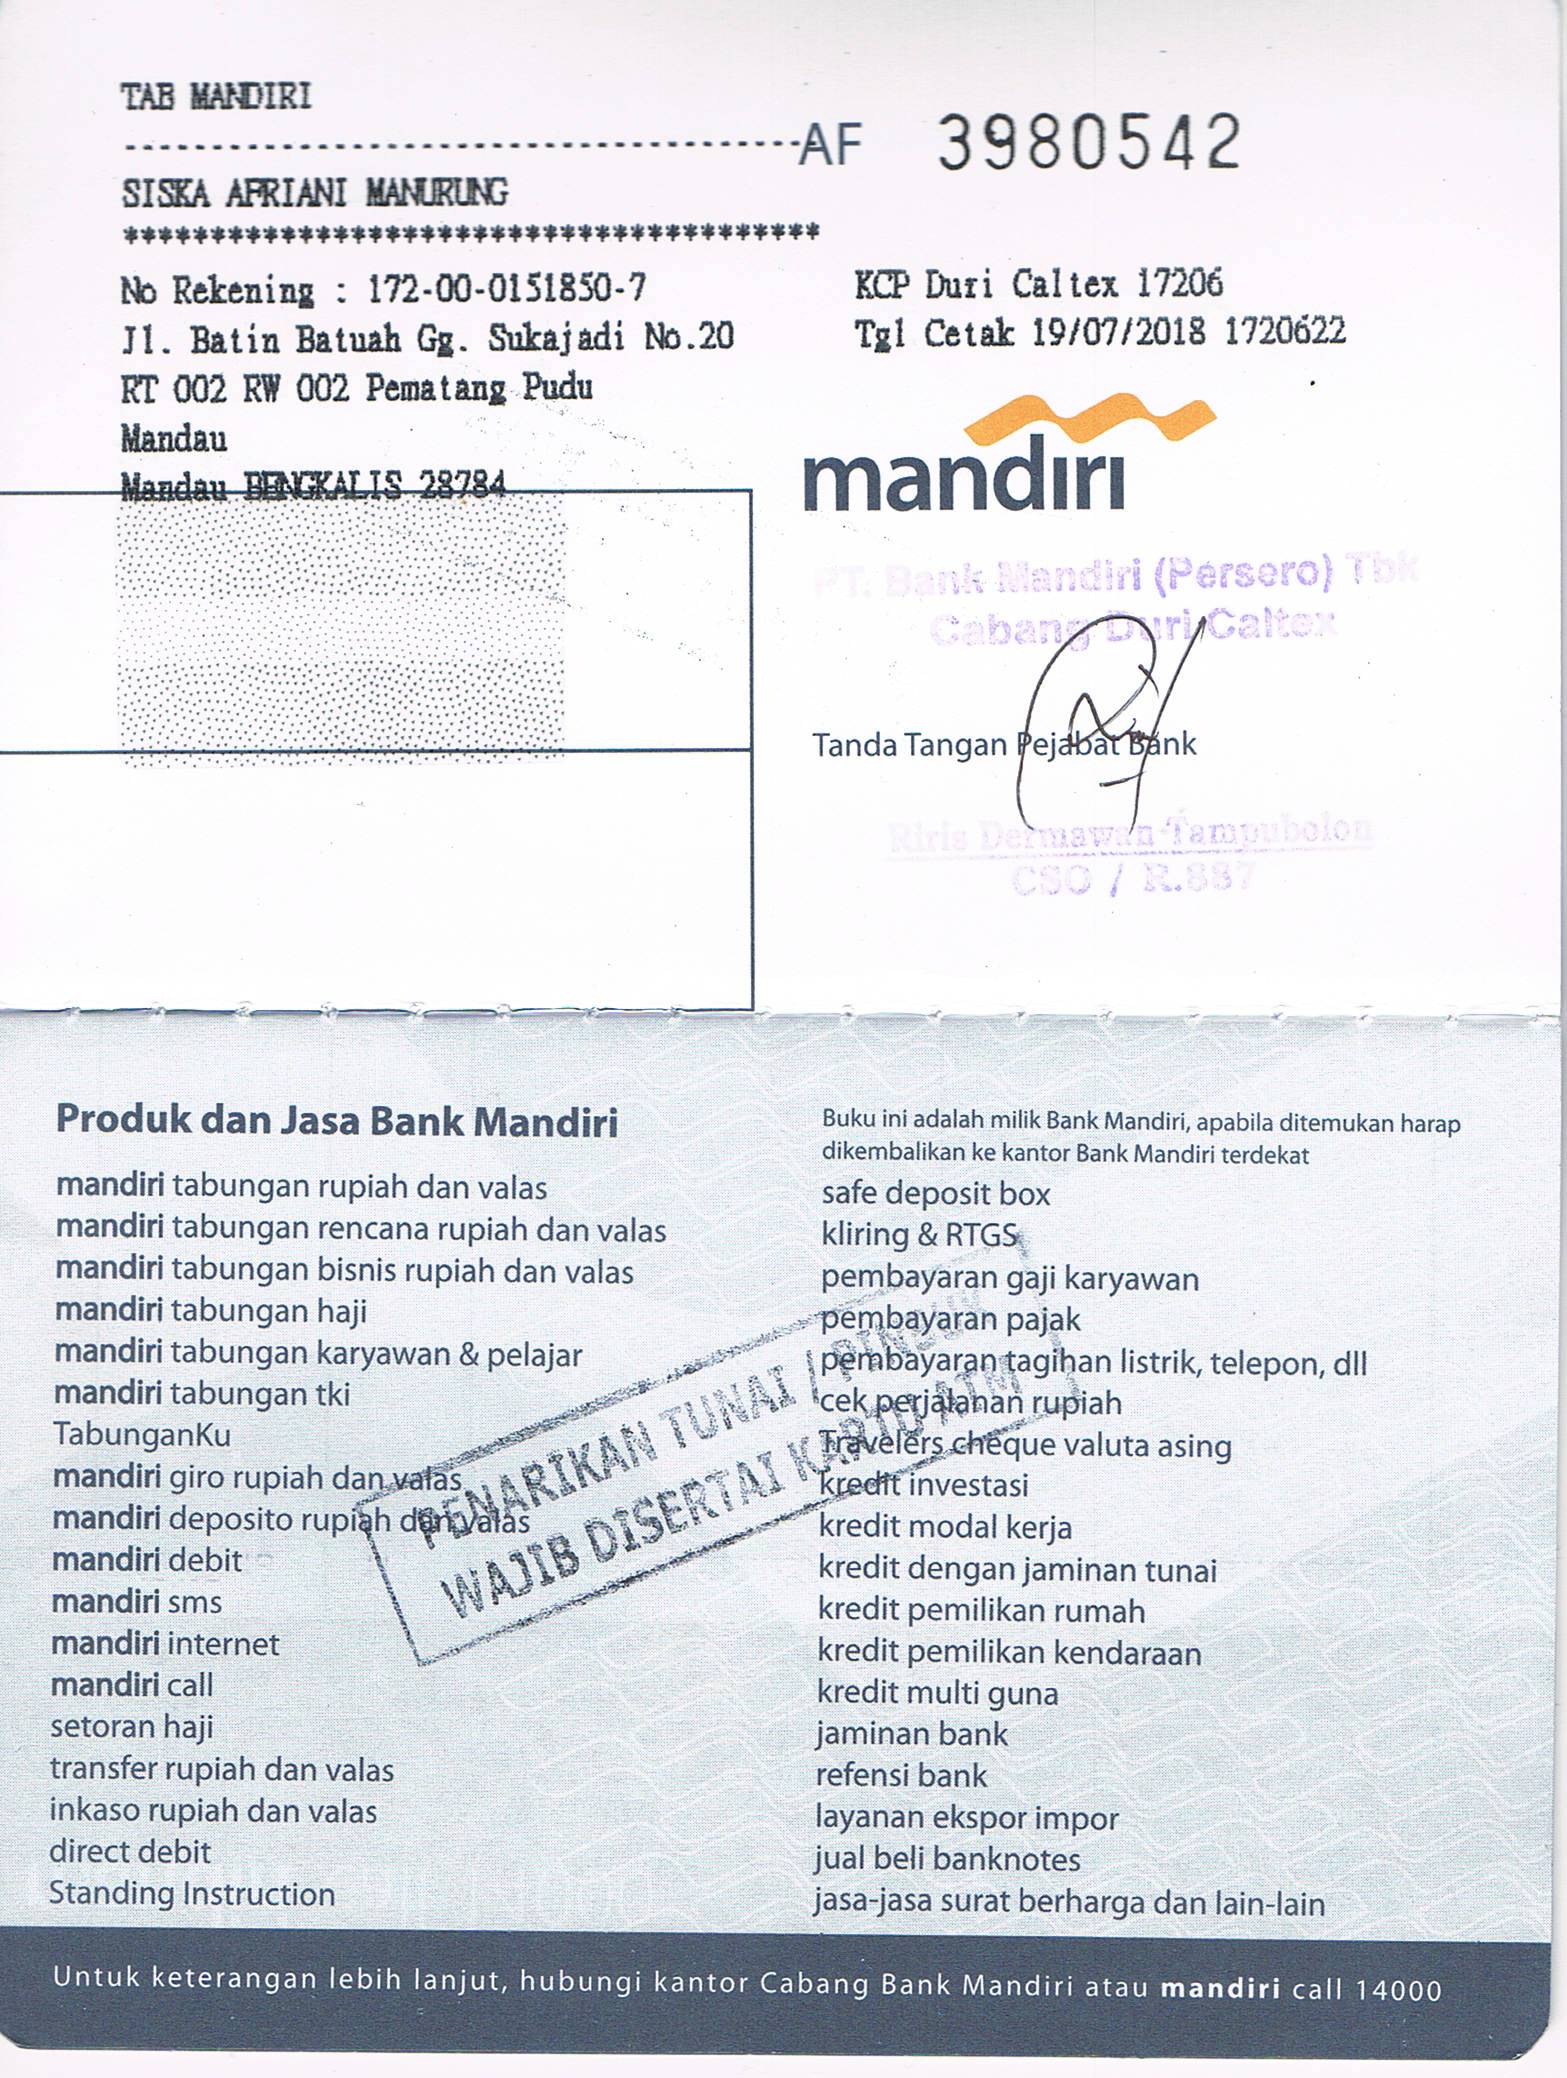 TAB MANDIRI
----------------------------------------AF 3980542
SISKA APRIANI MANURUNG
****************************************
No Rekening : 172-00-0151850-7
Jl. Batin Batuah Gg. Sukajadi No.20
RT 002 RW 002 Pematang Pudu
Mandau
Mandau BENGKALIS 28784
KCP Duri Caltex 17206
Tgl Cetak 19/07/2018 1720622
mandiri
PT. Bank Mandiri (Persero) Tbk
Cabang Duri Caltex
Tanda Tangan Pejabat Bank
Riris Dermawan Tampubolon
CSO / R.887
Produk dan Jasa Bank Mandiri
mandiri tabungan rupiah dan valas
mandiri tabungan rencana rupiah dan valas
mandiri tabungan bisnis rupiah dan valas
mandiri tabungan haji
mandiri tabungan karyawan & pelajar
mandiri tabungan tki
TabunganKu
mandiri giro rupiah dan valas
mandiri deposito rupiah dan valas
mandiri debit
mandiri sms
mandiri internet
mandiri call
setoran haji
transfer rupiah dan valas
inkaso rupiah dan valas
direct debit
Standing Instruction
Buku ini adalah milik Bank Mandiri, apabila ditemukan harap
dikembalikan ke kantor Bank Mandiri terdekat
safe deposit box
kliring & RTGS
pembayaran gaji karyawan
pembayaran pajak
pembayaran tagihan listrik, telepon, dll
cek perjalanan rupiah
Travelers cheque valuta asing
kredit investasi
kredit modal kerja
kredit dengan jaminan tunai
kredit pemilikan rumah
kredit pemilikan kendaraan
kredit multi guna
jaminan bank
refensi bank
layanan ekspor impor
jual beli banknotes
jasa-jasa surat berharga dan lain-lain
PENARIKAN TUNAI /
WAJIB DISERTAI KARTU ATM
Untuk keterangan lebih lanjut, hubungi kantor Cabang Bank Mandiri atau mandiri call 14000